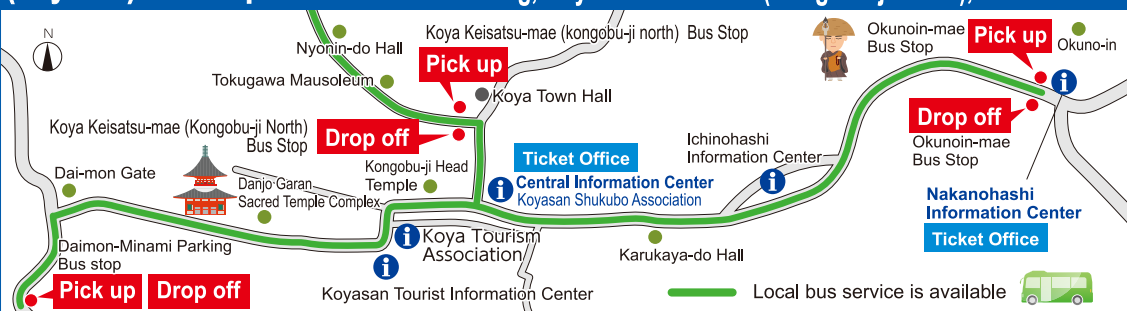 N
Nyonin-do Hall
Tokugawa Mausoleum
Koya Keisatsu-mae (kongobu-ji north) Bus Stop
Pick up
Koya Town Hall
Koya Keisatsu-mae (Kongobu-ji North)
Bus Stop
Drop off
Kongobu-ji Head
Temple
Dai-mon Gate
Danjo Garan
Sacred Temple Complex
Ticket Office
Central Information Center
Koyasan Shukubo Association
Ichinohashi
Information Center
Okunoin-mae
Bus Stop
Pick up
Okuno-in
Drop off
Okunoin-mae
Bus Stop
Nakanohashi
Information Center
Ticket Office
Daimon-Minami Parking
Bus stop
Pick up
Drop off
Koya Tourism
Association
Koyasan Tourist Information Center
Karukaya-do Hall
Local bus service is available